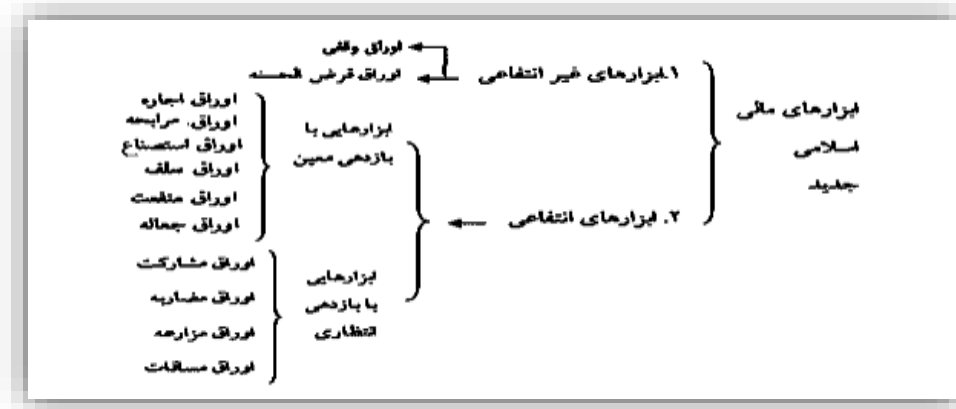 ابزارهای مالی
اسلامی
جدید
۱.ابزارهای غیر انتفاعی
اوراق وقفی
اوراق قرض الحسنه
۲. ابزارهای انتفاعی
ابزارهایی با
بازدهی معین
اوراق اجاره
اوراق. مرابحه
اوراق استصناع
اوراق سلف
اوراق منفعت
اوراق جعاله
ابزارهایی
با بازدهی
انتظاری
اوراق مشارکت
اوراق مضاربه
اوراق مزارعه
اوراق مساقات